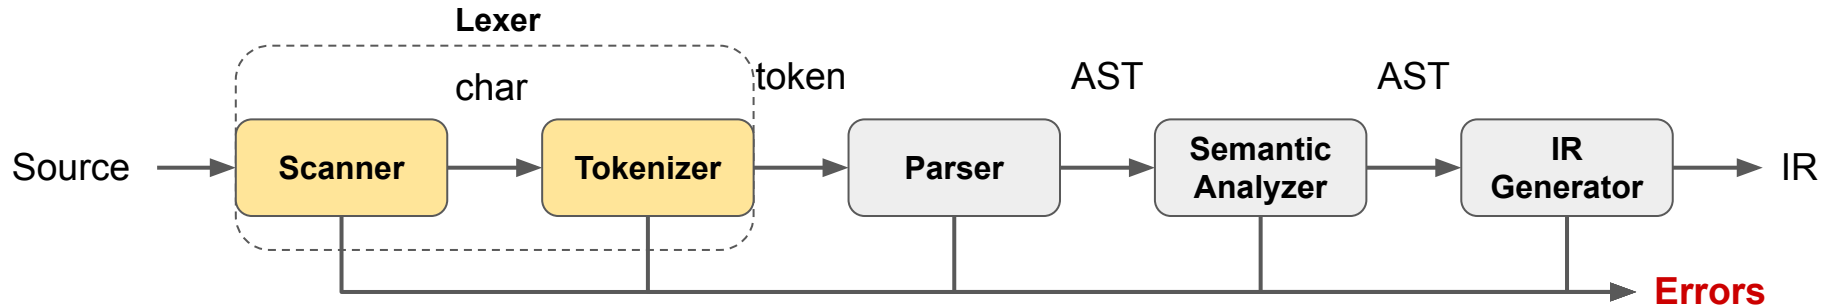 Lexer
char
token
AST
AST
Source
Scanner
Tokenizer
Parser
Semantic
Analyzer
IR
Generator
IR
Errors